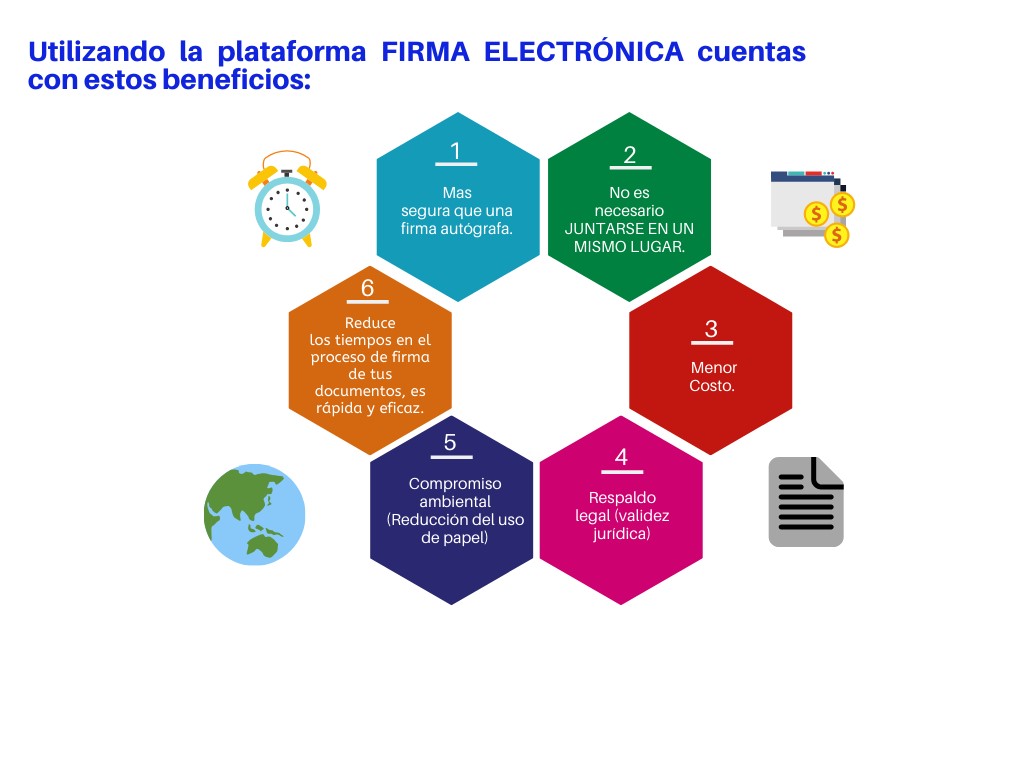 Utilizando la plataforma FIRMA ELECTRÓNICA cuentas
con estos beneficios:
1
Mas
segura que una
firma autógrafa.
2
No es
necesario
JUNTARSE EN UN
MISMO LUGAR.
3
Menor
Costo.
4
Respaldo
legal (validez
jurídica)
5
Compromiso
ambiental
(Reducción del uso
de papel)
6
Reduce
los tiempos en el
proceso de firma
de tus
documentos, es
rápida y eficaz.
$
$
$